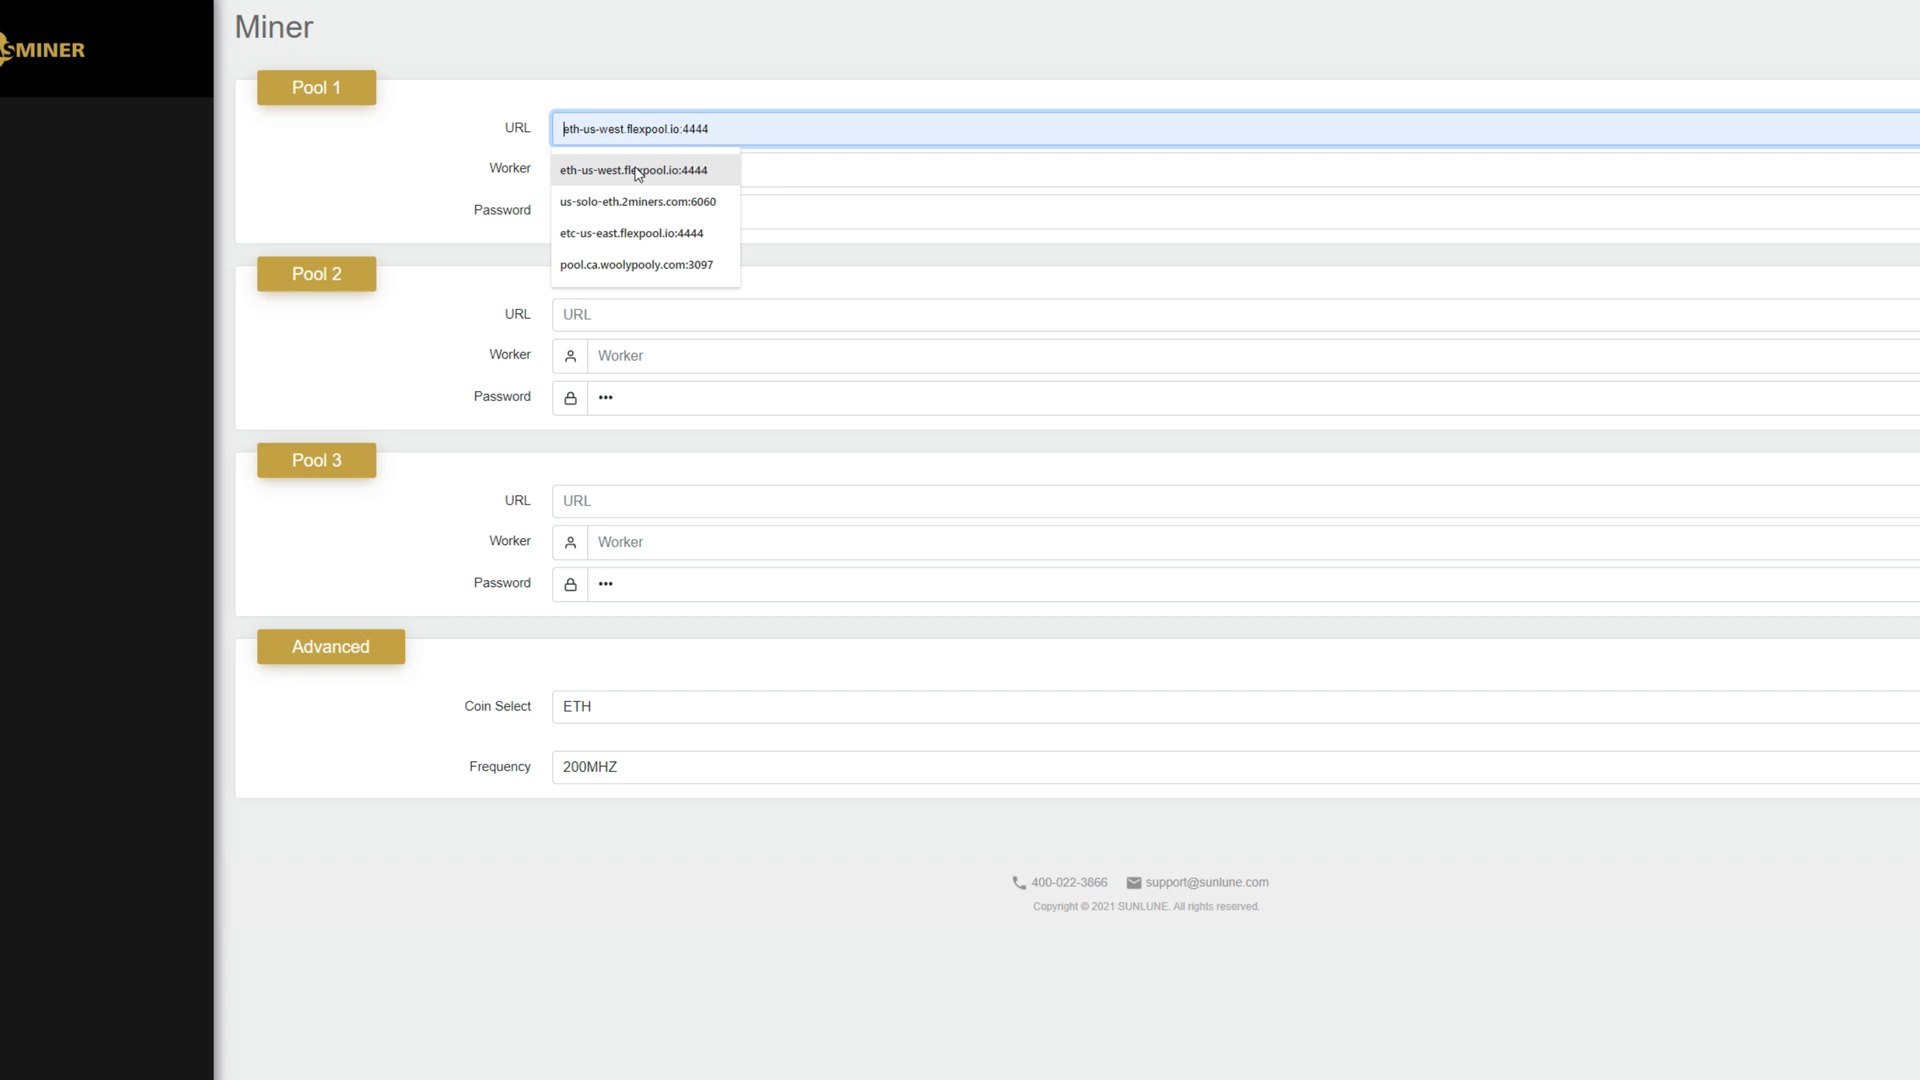 SMINER
Miner
Pool 1
URL
eth-us-west.flexpool.io:4444
Worker
eth-us-west.flexpool.io:4444
us-solo-eth.2miners.com:6060
Password
etc-us-east.flexpool.io:4444
pool.ca.woolypooly.com:3097
Pool 2
URL
URL
Worker
Worker
Password
•••
Pool 3
URL
URL
Worker
Worker
Password
•••
Advanced
Coin Select
ETH
Frequency
200MHZ
400-022-3866 support@sunlune.com
Copyright © 2021 SUNLUNE. All rights reserved.